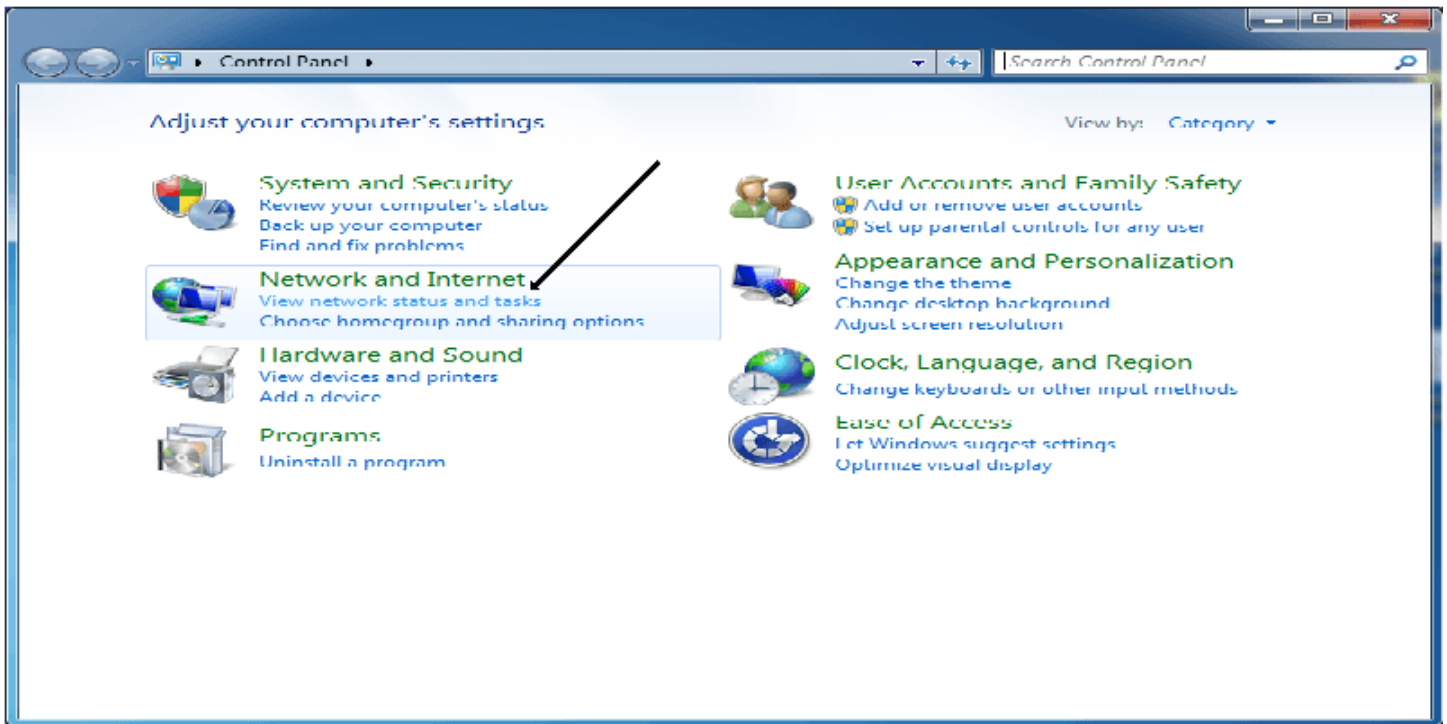 Control Panel
Search Control Panel
Adjust your computer's settings
View by: Category
System and Security
Review your computer's status
Back up your computer
Find and fix problems
Network and Internet
View network status and tasks
Choose homegroup and sharing options
Hardware and Sound
View devices and printers
Add a device
Programs
Uninstall a program
User Accounts and Family Safety
Add or remove user accounts
Set up parental controls for any user
Appearance and Personalization
Change the theme
Change desktop background
Adjust screen resolution
Clock, Language, and Region
Change keyboards or other input methods
Ease of Access
Let Windows suggest settings
Optimize visual display